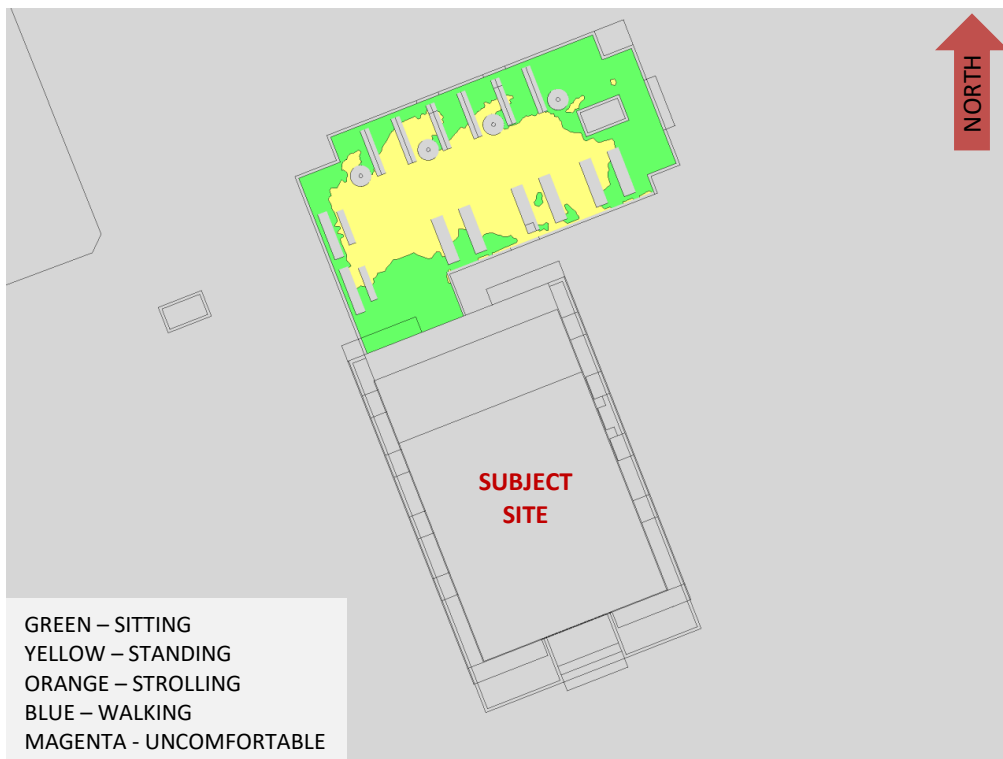 NORTH
SUBJECT
SITE
GREEN – SITTING
YELLOW – STANDING
ORANGE – STROLLING
BLUE – WALKING
MAGENTA - UNCOMFORTABLE